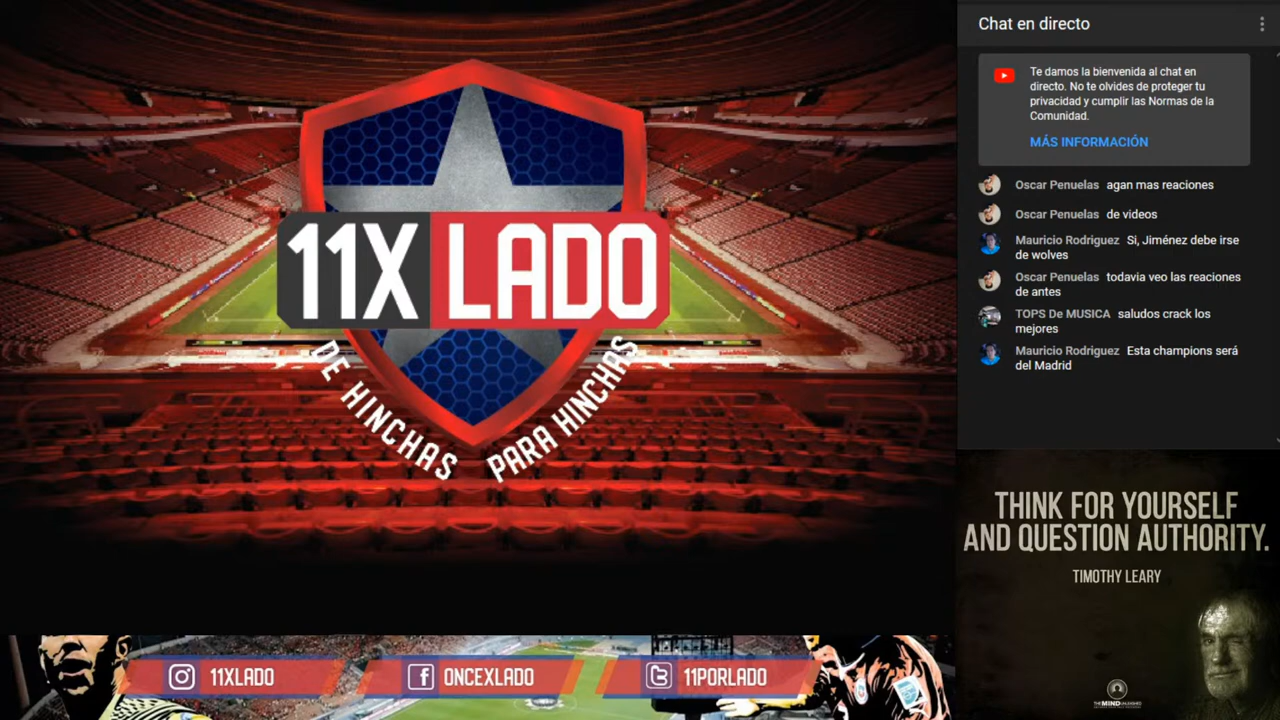 11X LADO
DE HINCHAS PARA HINCHAS
11XLADO
ONCEXLADO
11PORLADO
Chat en directo
Te damos la bienvenida al chat en
directo. No te olvides de proteger tu
privacidad y cumplir las Normas de la
Comunidad.
MÁS INFORMACIÓN
Oscar Penuelas agan mas reaciones
Oscar Penuelas de videos
Mauricio Rodriguez Si, Jiménez debe irse
de wolves
Oscar Penuelas todavia veo las reaciones
de antes
TOPS De MUSICA saludos crack los
mejores
Mauricio Rodriguez Esta champions será
del Madrid
THINK FOR YOURSELF
AND QUESTION AUTHORITY.
TIMOTHY LEARY
THEMINDUNLEASHED